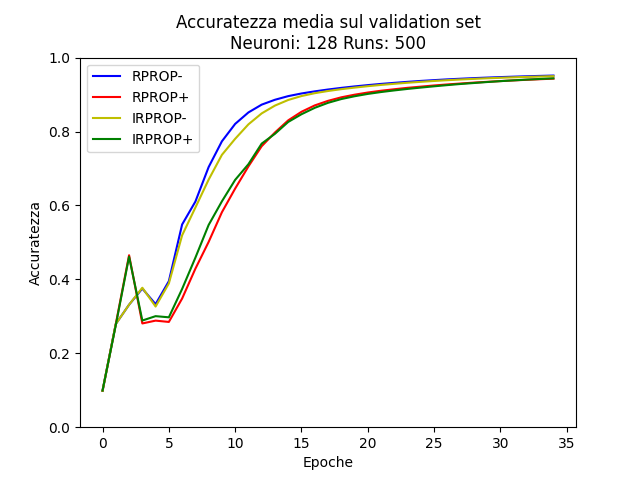 Accuratezza media sul validation set
Neuroni: 128 Runs: 500
1.0
0.8
0.6
0.4
0.2
0.0
Accuratezza
RPROP-
RPROP+
IRPROP-
IRPROP+
0 5 10 15 20 25 30 35
Epoche